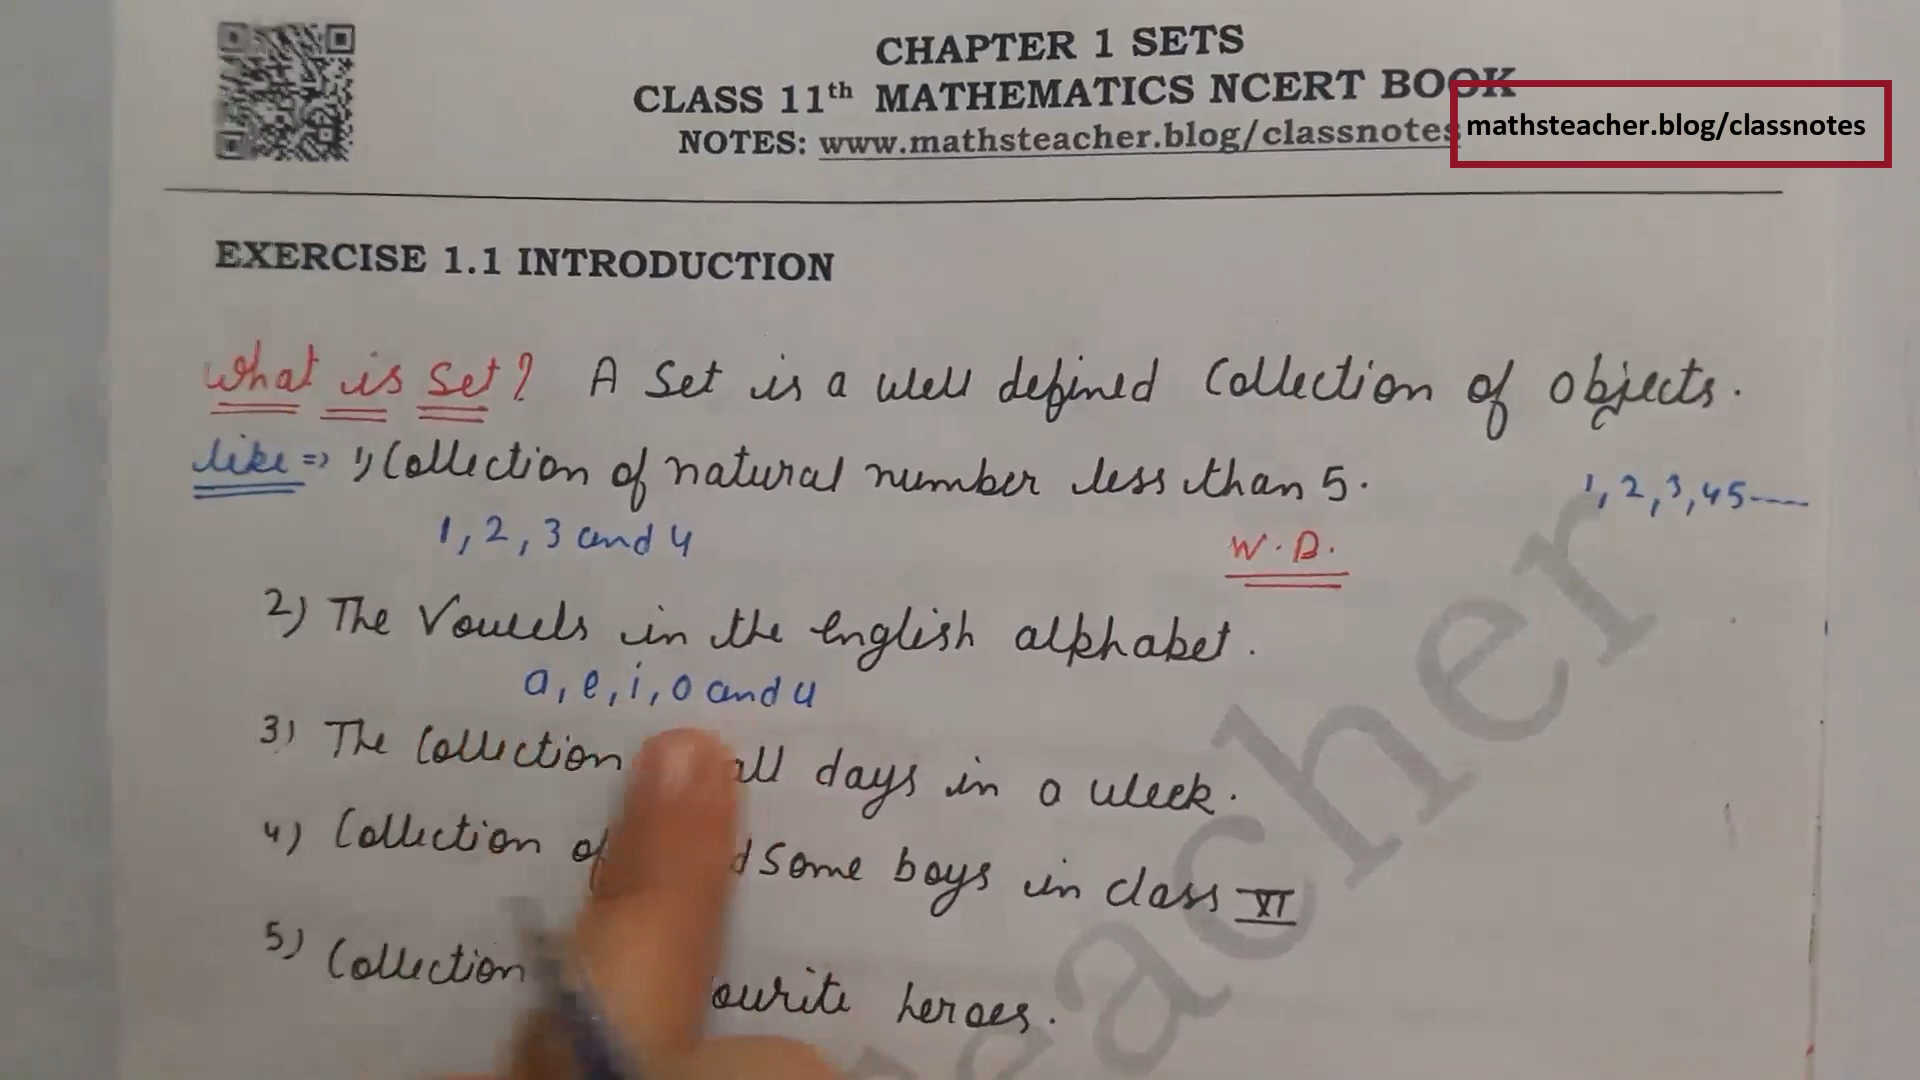 CHAPTER 1 SETS
CLASS 11th MATHEMATICS NCERT BOOK
NOTES: www.mathsteacher.blog/classnotes
mathsteacher.blog/classnotes
EXERCISE 1.1 INTRODUCTION
What is Set? A Set is a well defined Collection of objects.
like => 1) Collection of natural number less than 5.
1, 2, 3, 4 5
1, 2, 3 and 4
W.D.
2) The Vowels in the english alphabet.
a, e, i, o and u
3) The Collection all days in a week.
4) Collection of some boys in class XI
5) Collection heroes.
eacher